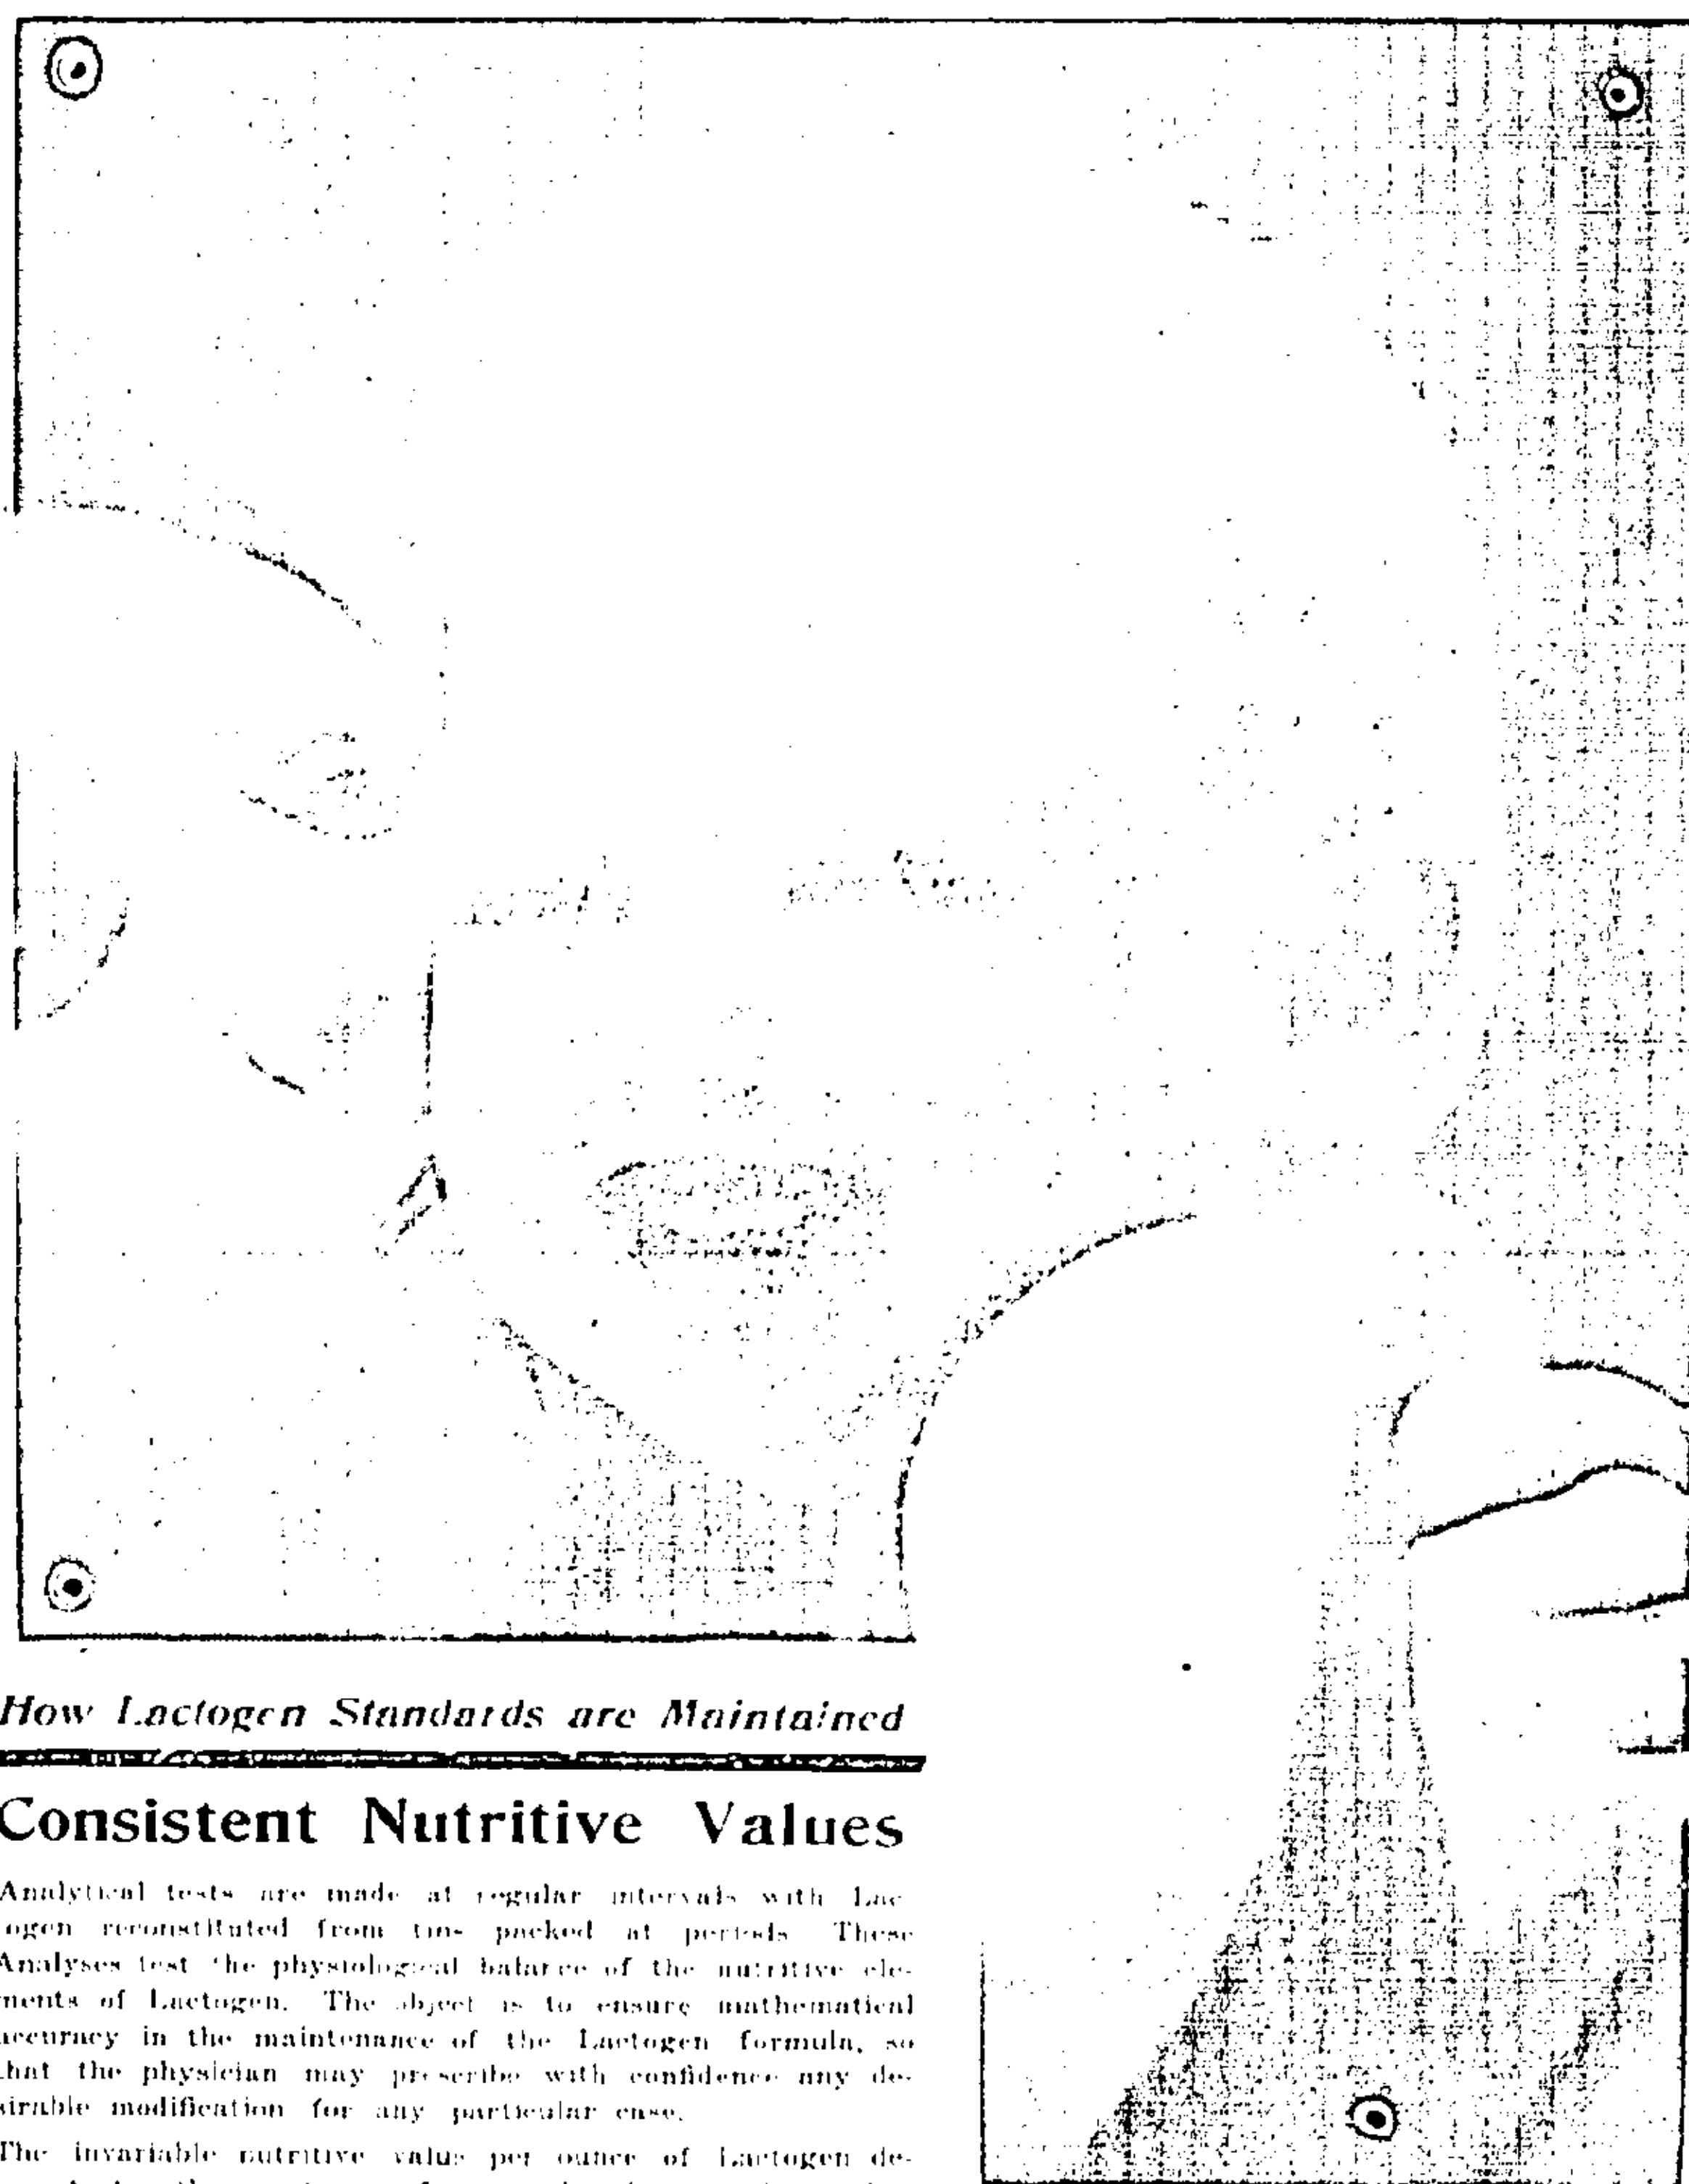 How Lactogen Standards are Maintained
Consistent Nutritive Values
Analytical tests are made at regular intervals with Lac-
ogen reconstituted from tins packed at periods. These
Analyses test the physiological balance of the nutritive ele-
ments of Lactogen. The object is to ensure mathematical
accuracy in the maintenance of the Lactogen formula, so
that the physician may prescribe with confidence any de-
sirable modification for any particular case.
The invariable nutritive value per ounce of Lactogen de-